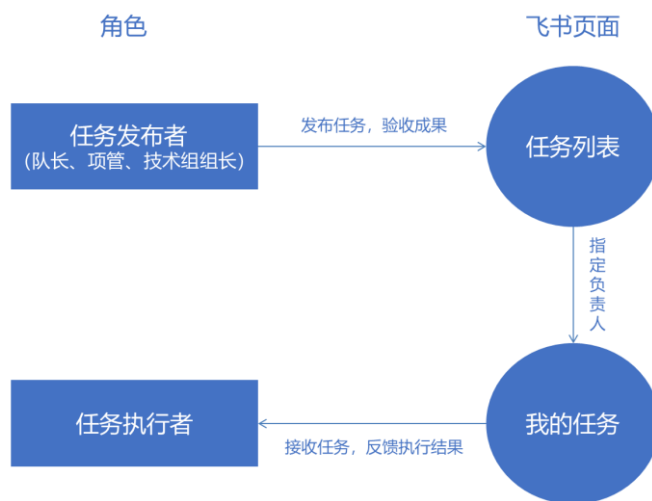 角色
飞书页面
任务发布者
（队长、项管、技术组组长）
发布任务，验收成果
任务列表
指定负责人
任务执行者
接收任务，反馈执行结果
我的任务